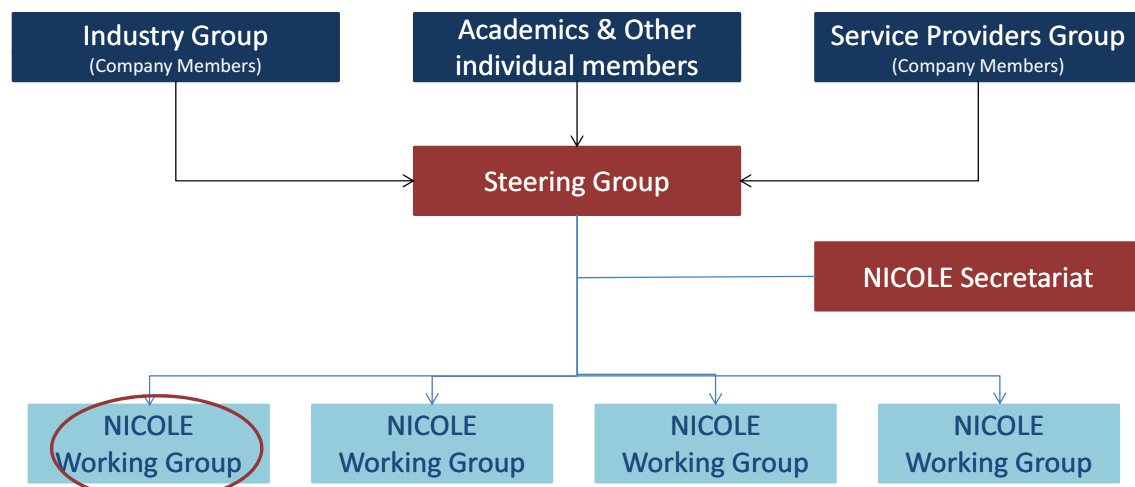 Industry Group
(Company Members)
Academics & Other
individual members
Service Providers Group
(Company Members)
Steering Group
NICOLE Secretariat
NICOLE
Working Group
NICOLE
Working Group
NICOLE
Working Group
NICOLE
Working Group